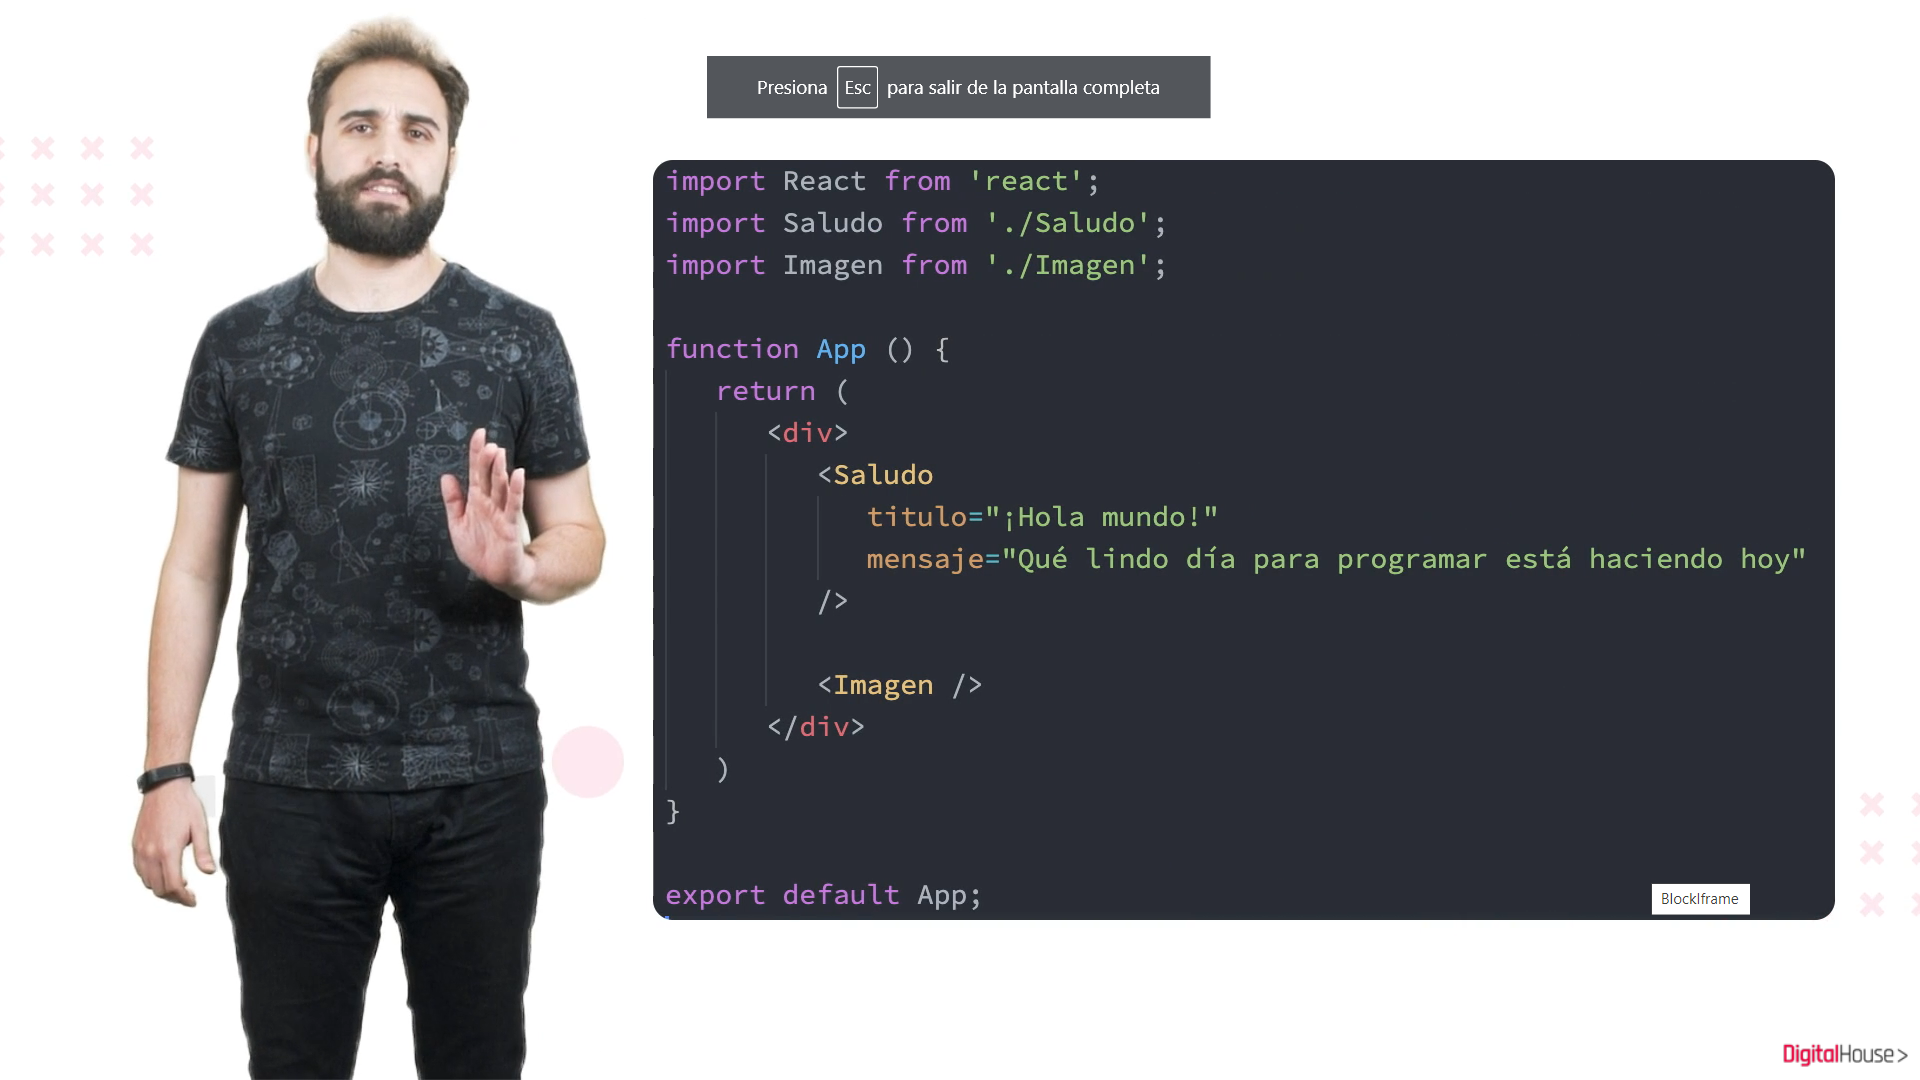 Presiona Esc para salir de la pantalla completa
import React from 'react';
import Saludo from './Saludo';
import Imagen from './Imagen';
function App () {
return (
<div>
<Saludo
titulo="¡Hola mundo!"
mensaje="Qué lindo día para programar está haciendo hoy"
/>
<Imagen />
</div>
)
}
export default App;
BlockIframe
DigitalHouse>